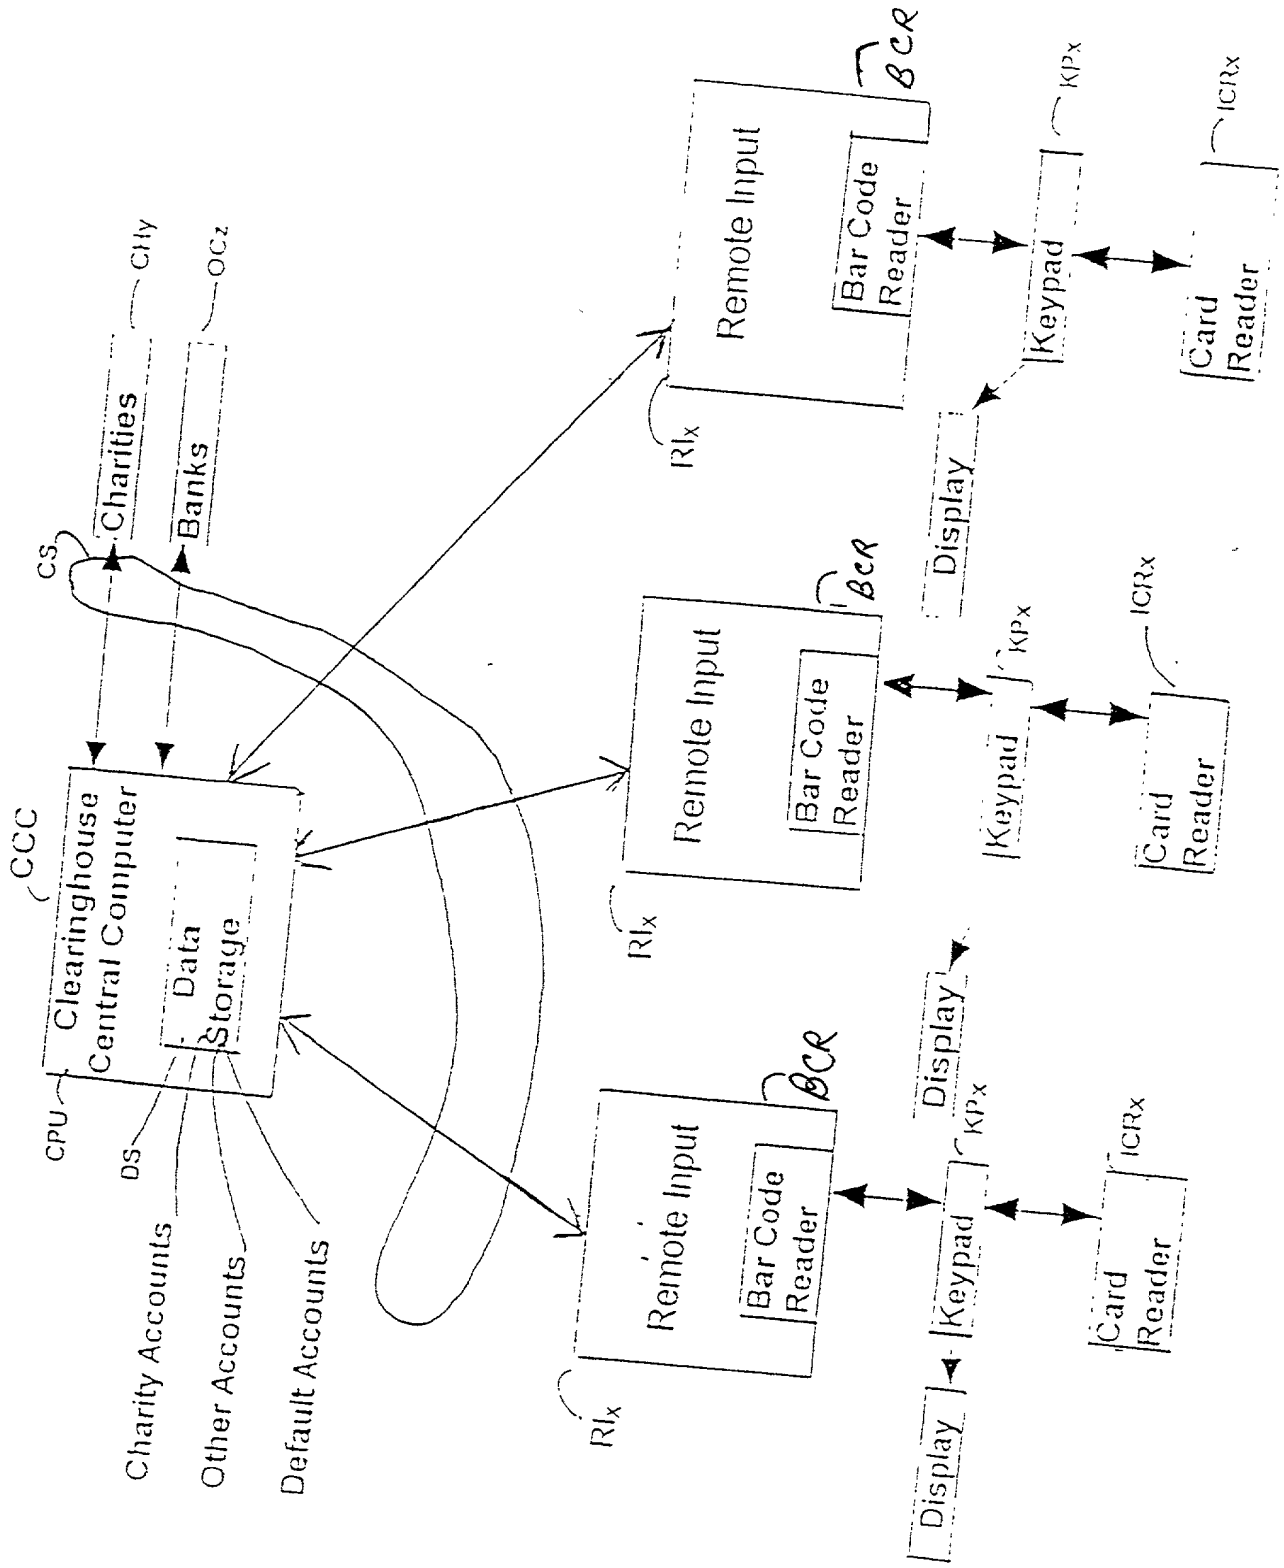 CCC
CPU
Clearinghouse
Central Computer
Data
Storage
DS
Charity Accounts
Other Accounts
Default Accounts
CS
Charities
CHy
Banks
OCz
RIx
Remote Input
Bar Code
Reader
BCR
Display
Keypad
KPx
Card
Reader
ICRx
RIx
Remote Input
Bar Code
Reader
BCR
Display
Keypad
KPx
Card
Reader
ICRx
RIx
Remote Input
Bar Code
Reader
BCR
Display
Keypad
KPx
Card
Reader
ICRx